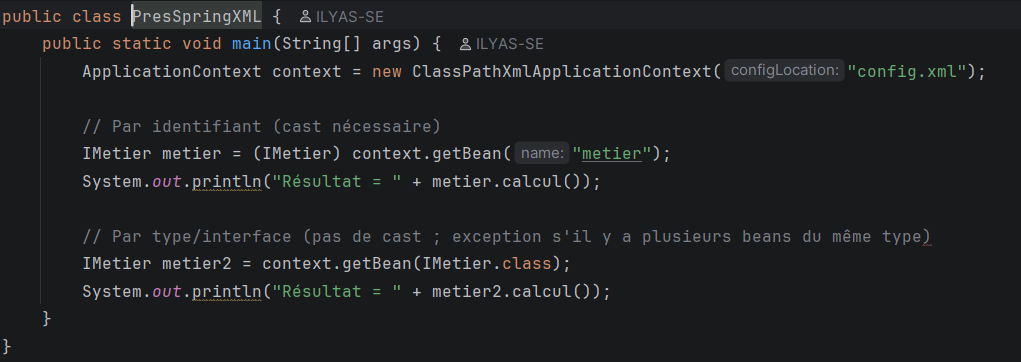 public class PresSpringXML { ILYAS-SE
public static void main(String[] args) { ILYAS-SE
ApplicationContext context = new ClassPathXmlApplicationContext( configLocation: "config.xml");
// Par identifiant (cast nécessaire)
IMetier metier = (IMetier) context.getBean( name: "metier");
System.out.println("Résultat = " + metier.calcul());
// Par type/interface (pas de cast ; exception s'il y a plusieurs beans du même type)
IMetier metier2 = context.getBean(IMetier.class);
System.out.println("Résultat = " + metier2.calcul());
}
}